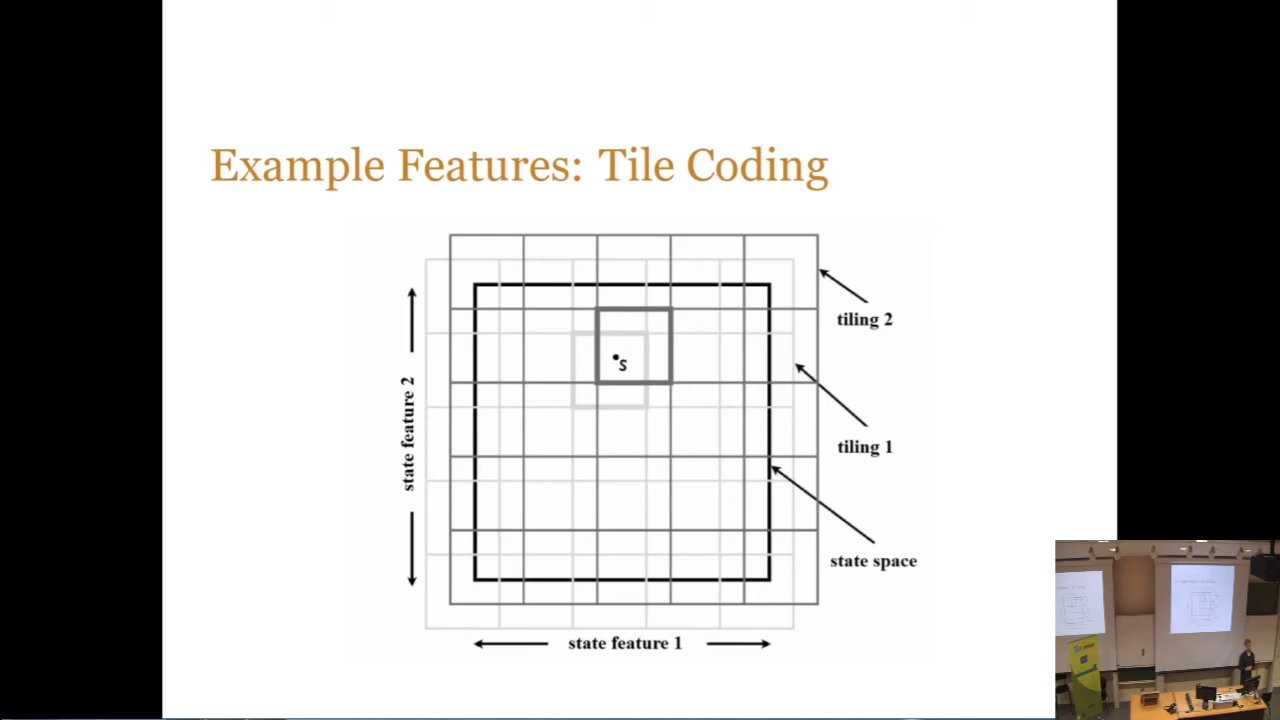 Example Features: Tile Coding
tiling 2
s
tiling 1
state feature 2
state space
state feature 1